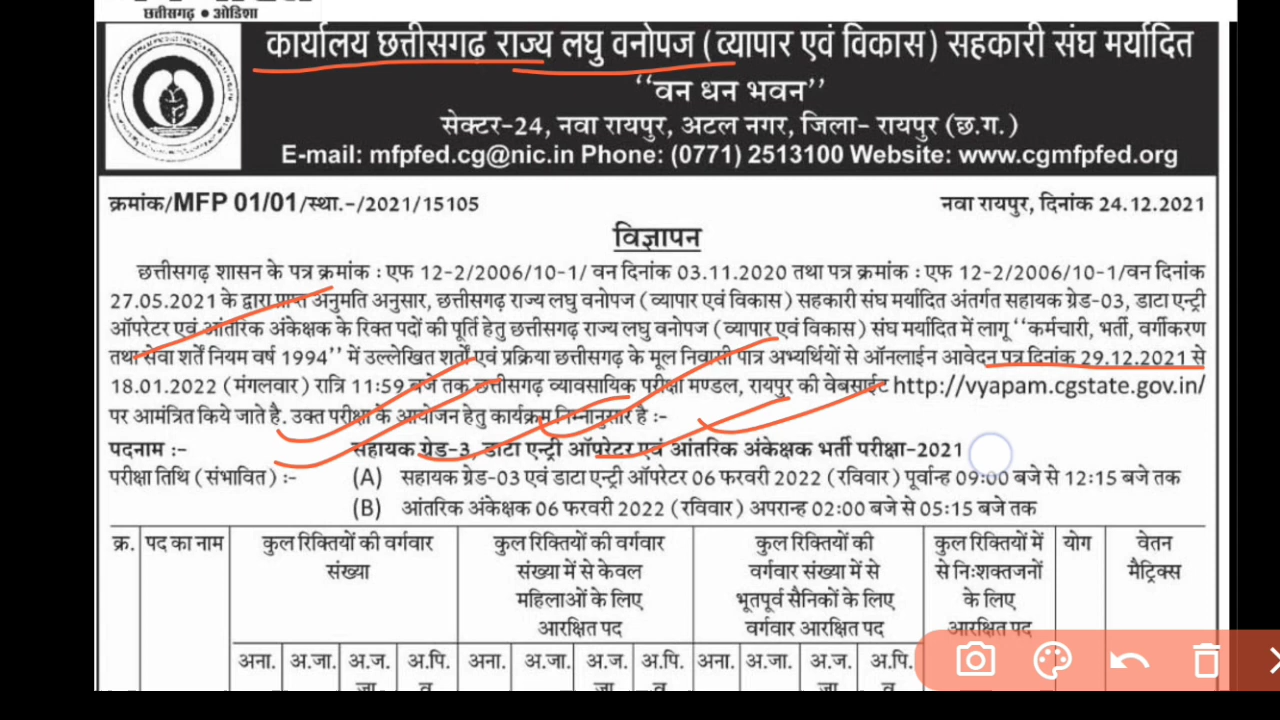 छत्तीसगढ़ • ओडिशा
कार्यालय छत्तीसगढ़ राज्य लघु वनोपज (व्यापार एवं विकास) सहकारी संघ मर्यादित
‘‘वन धन भवन’’
सेक्टर-24, नवा रायपुर, अटल नगर, जिला- रायपुर (छ.ग.)
E-mail: mfpfed.cg@nic.in Phone: (0771) 2513100 Website: www.cgmfpfed.org
क्रमांक/MFP 01/01/स्था.-/2021/15105 नवा रायपुर, दिनांक 24.12.2021
विज्ञापन
छत्तीसगढ़ शासन के पत्र क्रमांक : एफ 12-2/2006/10-1/ वन दिनांक 03.11.2020 तथा पत्र क्रमांक : एफ 12-2/2006/10-1/वन दिनांक
27.05.2021 के द्वारा प्राप्त अनुमति अनुसार, छत्तीसगढ़ राज्य लघु वनोपज (व्यापार एवं विकास) सहकारी संघ मर्यादित अंतर्गत सहायक ग्रेड-03, डाटा एन्ट्री
ऑपरेटर एवं आंतरिक अंकेक्षक के रिक्त पदों की पूर्ति हेतु छत्तीसगढ़ राज्य लघु वनोपज (व्यापार एवं विकास) संघ मर्यादित में लागू ‘‘कर्मचारी, भर्ती, वर्गीकरण
तथा सेवा शर्तें नियम वर्ष 1994’’ में उल्लेखित शर्तों एवं प्रक्रिया छत्तीसगढ़ के मूल निवासी पात्र अभ्यर्थियों से ऑनलाईन आवेदन पत्र दिनांक 29.12.2021 से
18.01.2022 (मंगलवार) रात्रि 11:59 बजे तक छत्तीसगढ़ व्यावसायिक परीक्षा मण्डल, रायपुर की वेबसाईट http://vyapam.cgstate.gov.in/
पर आमंत्रित किये जाते है. उक्त परीक्षा के आयोजन हेतु कार्यक्रम निम्नानुसार है :-
पदनाम :- सहायक ग्रेड-3, डाटा एन्ट्री ऑपरेटर एवं आंतरिक अंकेक्षक भर्ती परीक्षा-2021
परीक्षा तिथि (संभावित) :- (A) सहायक ग्रेड-03 एवं डाटा एन्ट्री ऑपरेटर 06 फरवरी 2022 (रविवार) पूर्वान्ह 09:00 बजे से 12:15 बजे तक
(B) आंतरिक अंकेक्षक 06 फरवरी 2022 (रविवार) अपरान्ह 02:00 बजे से 05:15 बजे तक
क्र. पद का नाम कुल रिक्तियों की वर्गवार कुल रिक्तियों की वर्गवार कुल रिक्तियों की कुल रिक्तियों में योग वेतन
संख्या संख्या में से केवल वर्गवार संख्या में से से निःशक्तजनों मैट्रिक्स
महिलाओं के लिए भूतपूर्व सैनिकों के लिए के लिए
आरक्षित पद वर्गवार आरक्षित पद आरक्षित पद
अना. अ.जा. अ.ज. अ.पि. अना. अ.जा. अ.ज. अ.पि. अना. अ.जा. अ.ज. अ.पि.
जा. व. जा. व. जा. व.